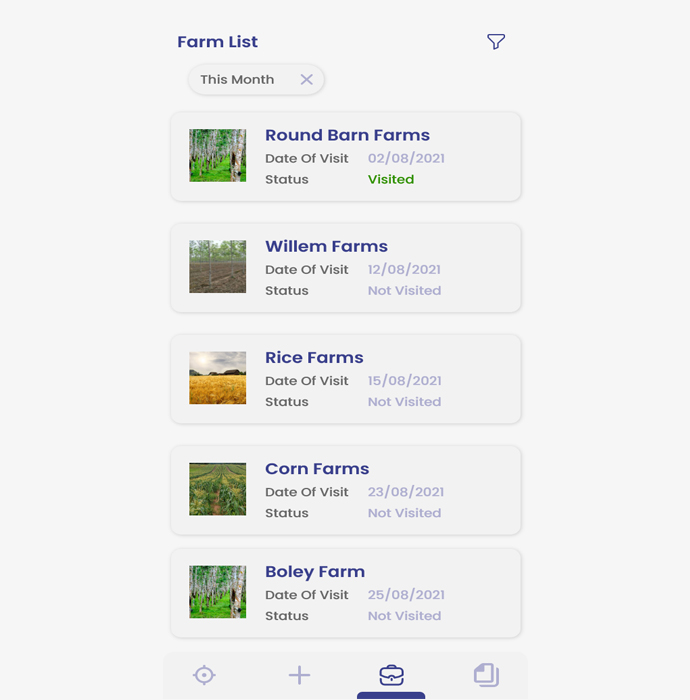 Farm List
This Month
Round Barn Farms
Date Of Visit 02/08/2021
Status Visited
Willem Farms
Date Of Visit 12/08/2021
Status Not Visited
Rice Farms
Date Of Visit 15/08/2021
Status Not Visited
Corn Farms
Date Of Visit 23/08/2021
Status Not Visited
Boley Farm
Date Of Visit 25/08/2021
Status Not Visited